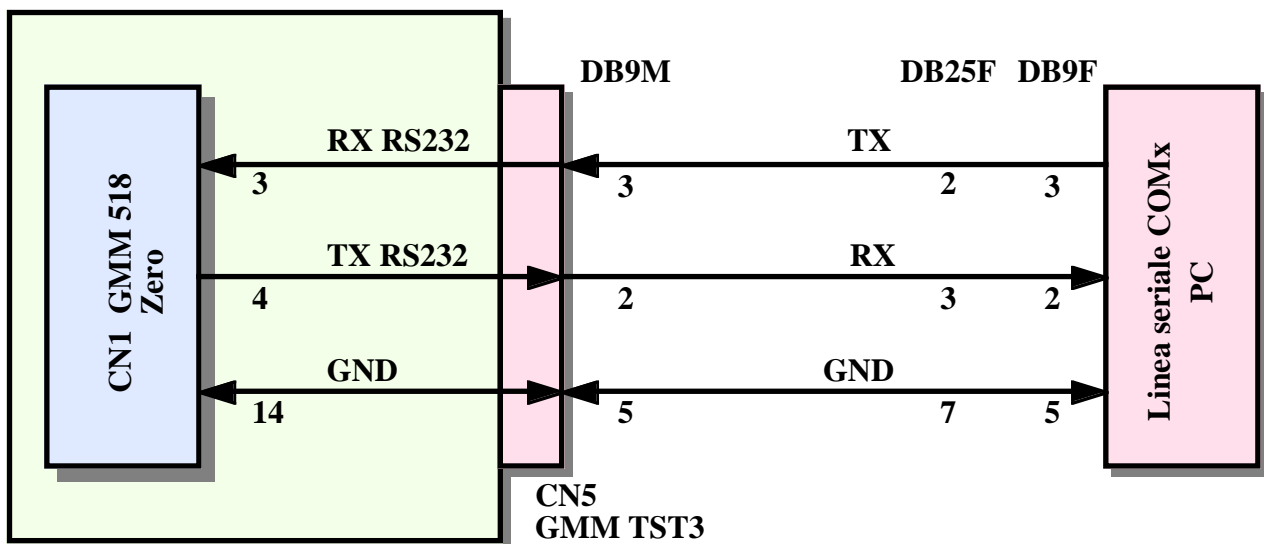 DB9M DB25F DB9F
RX RS232 TX
3 3 2 3
TX RS232 RX
4 2 3 2
GND GND
14 5 7 5
CN1 GMM 518
Zero
Linea seriale COMx
PC
CN5
GMM TST3